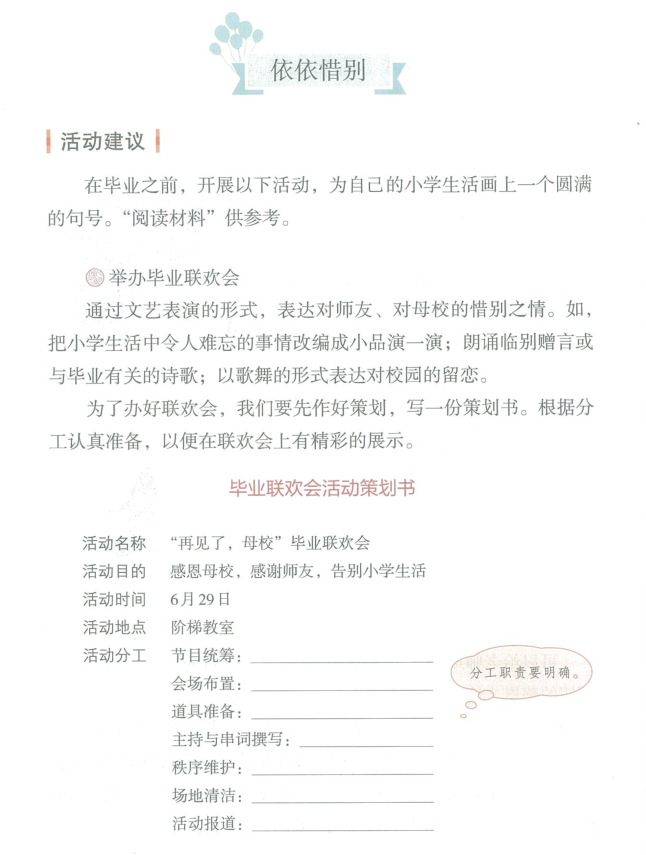 依依惜别
活动建议
在毕业之前，开展以下活动，为自己的小学生活画上一个圆满
的句号。“阅读材料”供参考。
举办毕业联欢会
通过文艺表演的形式，表达对师友、对母校的惜别之情。如，
把小学生活中令人难忘的事情改编成小品演一演；朗诵临别赠言或
与毕业有关的诗歌；以歌舞的形式表达对校园的留恋。
为了办好联欢会，我们要先作好策划，写一份策划书。根据分
工认真准备，以便在联欢会上有精彩的展示。
毕业联欢会活动策划书
活动名称 “再见了，母校”毕业联欢会
活动目的 感恩母校，感谢师友，告别小学生活
活动时间 6月29日
活动地点 阶梯教室
活动分工 节目统筹：
会场布置：
道具准备：
主持与串词撰写：
秩序维护：
场地清洁：
活动报道：
分工职责要明确。